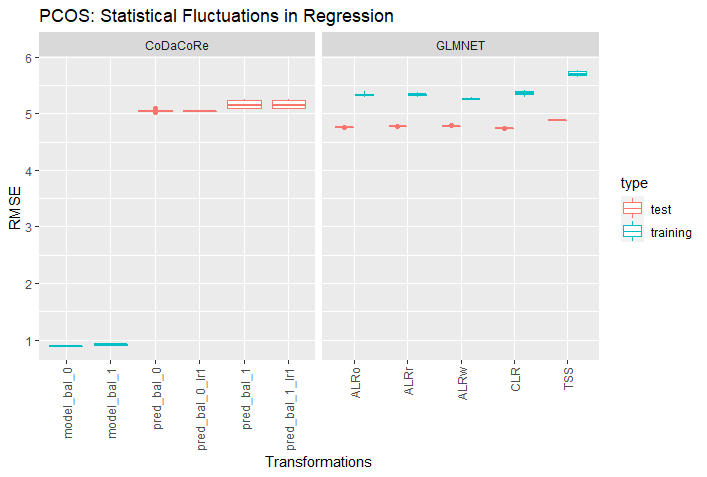 PCOS: Statistical Fluctuations in Regression
CoDaCoRe
GLMNET
RMSE
6
5
4
3
2
1
model_bal_0
model_bal_1
pred_bal_0
pred_bal_0_lr1
pred_bal_1
pred_bal_1_lr1
ALRo
ALRr
ALRw
CLR
TSS
Transformations
type
test
training